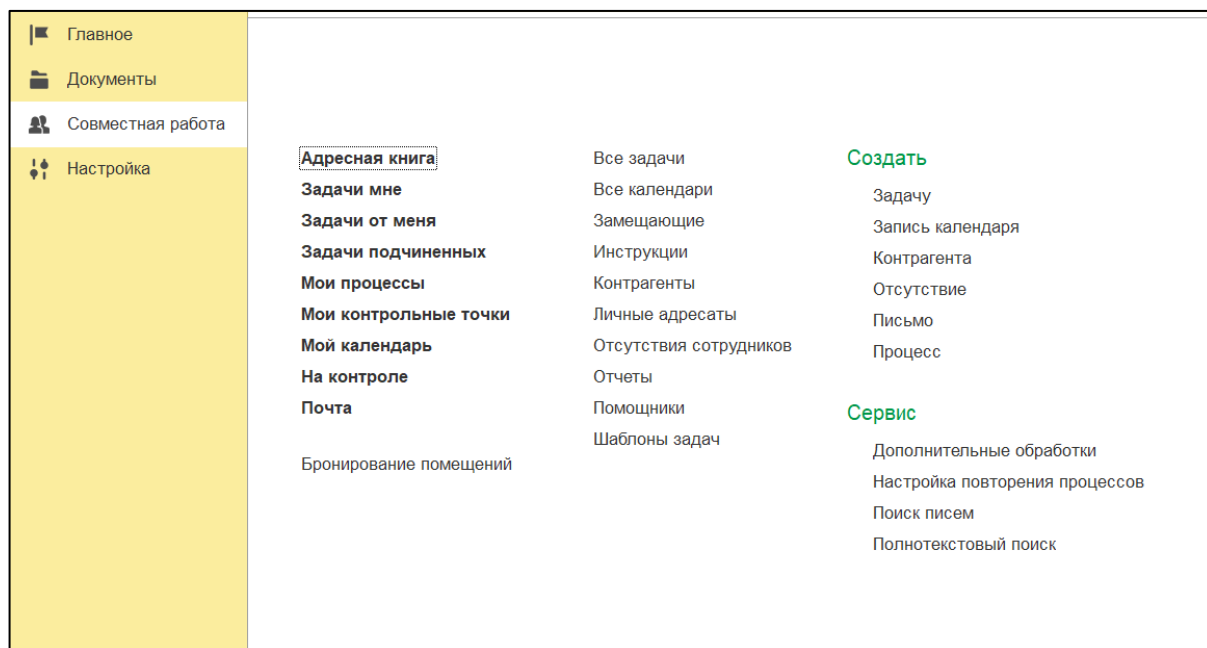 Главное
Документы
Совместная работа
Настройка
Адресная книга
Задачи мне
Задачи от меня
Задачи подчиненных
Мои процессы
Мои контрольные точки
Мой календарь
На контроле
Почта
Бронирование помещений
Все задачи
Все календари
Замещающие
Инструкции
Контрагенты
Личные адресаты
Отсутствия сотрудников
Отчеты
Помощники
Шаблоны задач
Создать
Задачу
Запись календаря
Контрагента
Отсутствие
Письмо
Процесс
Сервис
Дополнительные обработки
Настройка повторения процессов
Поиск писем
Полнотекстовый поиск